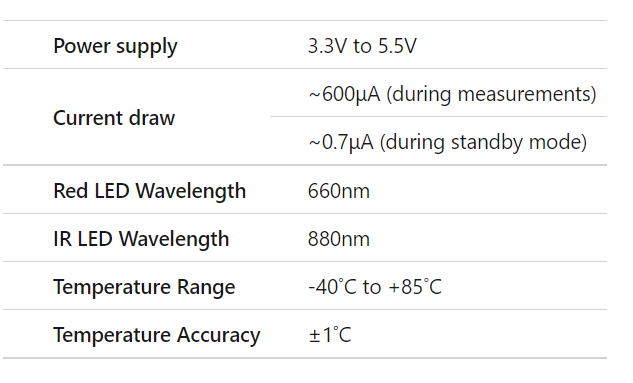 Power supply 3.3V to 5.5V
~600µA (during measurements)
Current draw
~0.7µA (during standby mode)
Red LED Wavelength 660nm
IR LED Wavelength 880nm
Temperature Range -40˚C to +85˚C
Temperature Accuracy ±1˚C